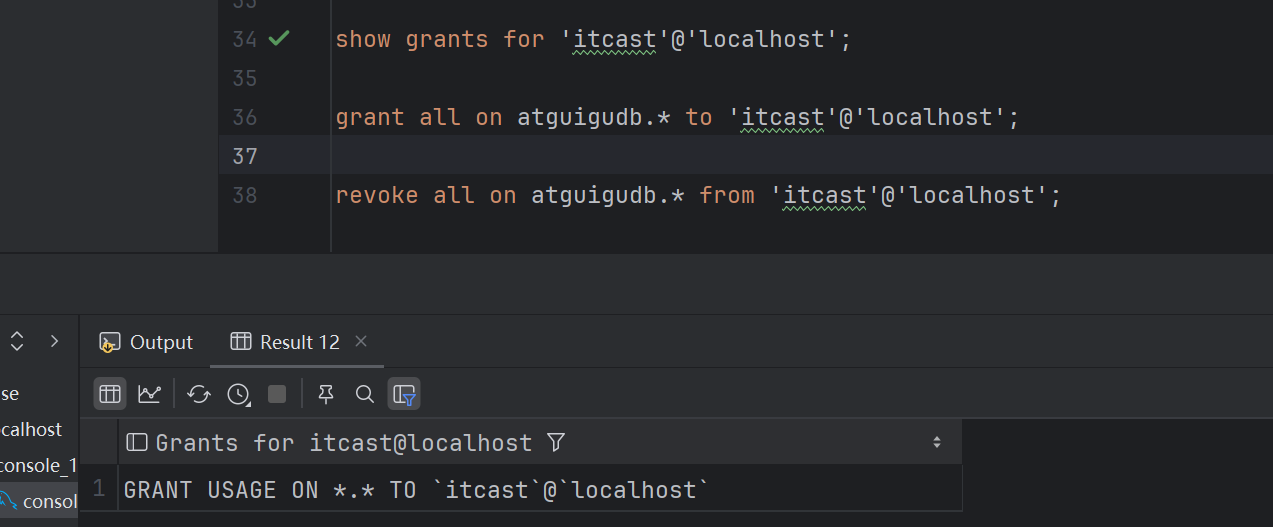 33
34 show grants for 'itcast'@'localhost';
35
36 grant all on atguigudb.* to 'itcast'@'localhost';
37
38 revoke all on atguigudb.* from 'itcast'@'localhost';
Output Result 12
se
calhost
console_1
consol
Grants for itcast@localhost
1 GRANT USAGE ON *.* TO `itcast`@`localhost`